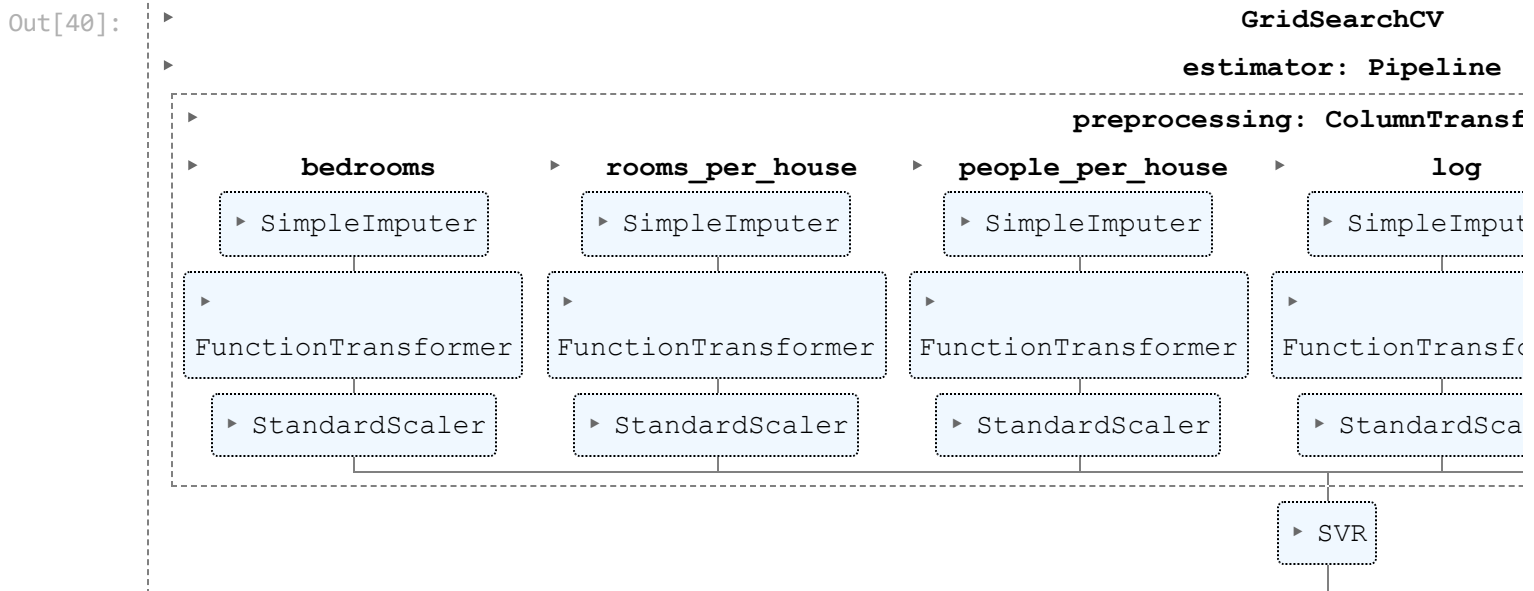 Out[40]:
GridSearchCV
estimator: Pipeline
preprocessing: ColumnTransf
bedrooms rooms_per_house people_per_house log
SimpleImputer SimpleImputer SimpleImputer SimpleImput
FunctionTransformer FunctionTransformer FunctionTransformer FunctionTransfo
StandardScaler StandardScaler StandardScaler StandardSca
SVR